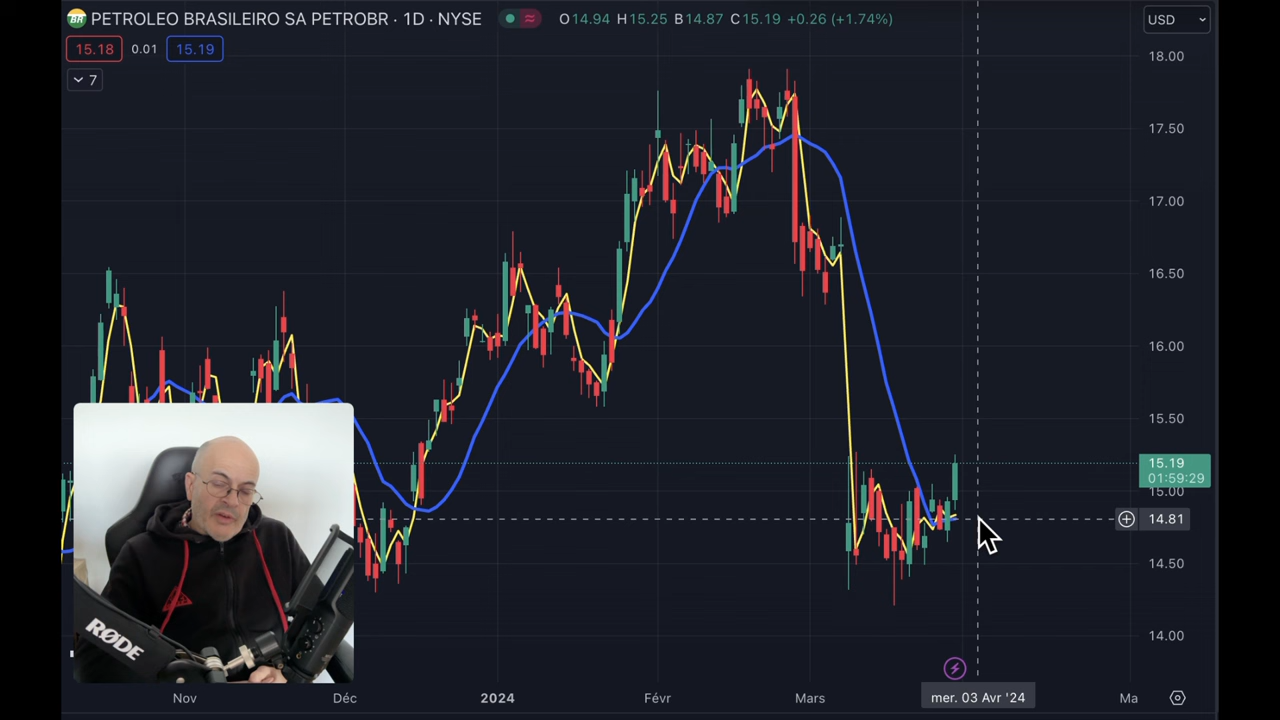 PETROLEO BRASILEIRO SA PETROBR · 1D · NYSE O14.94 H15.25 B14.87 C15.19 +0.26 (+1.74%)
USD
15.18 0.01 15.19
7
18.00
17.50
17.00
16.50
16.00
15.50
15.19
01:59:29
15.00
14.81
14.50
14.00
RØDE
Nov Déc 2024 Févr Mars mer. 03 Avr '24 Ma